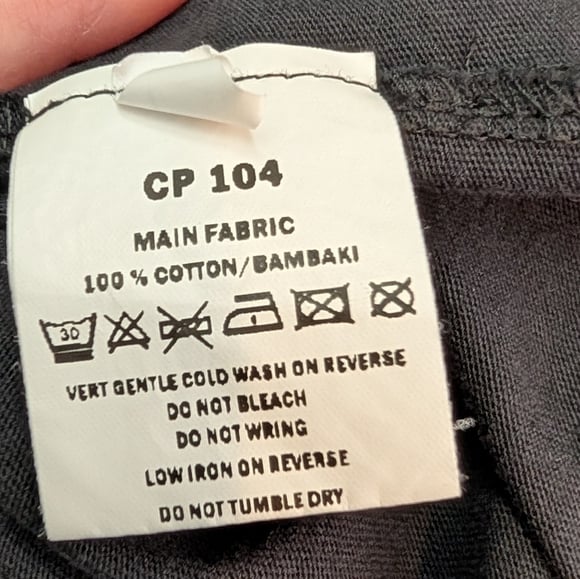 CP 104
MAIN FABRIC
100 % COTTON/BAMBAKI
30
VERT GENTLE COLD WASH ON REVERSE
DO NOT BLEACH
DO NOT WRING
LOW IRON ON REVERSE
DO NOT TUMBLE DRY